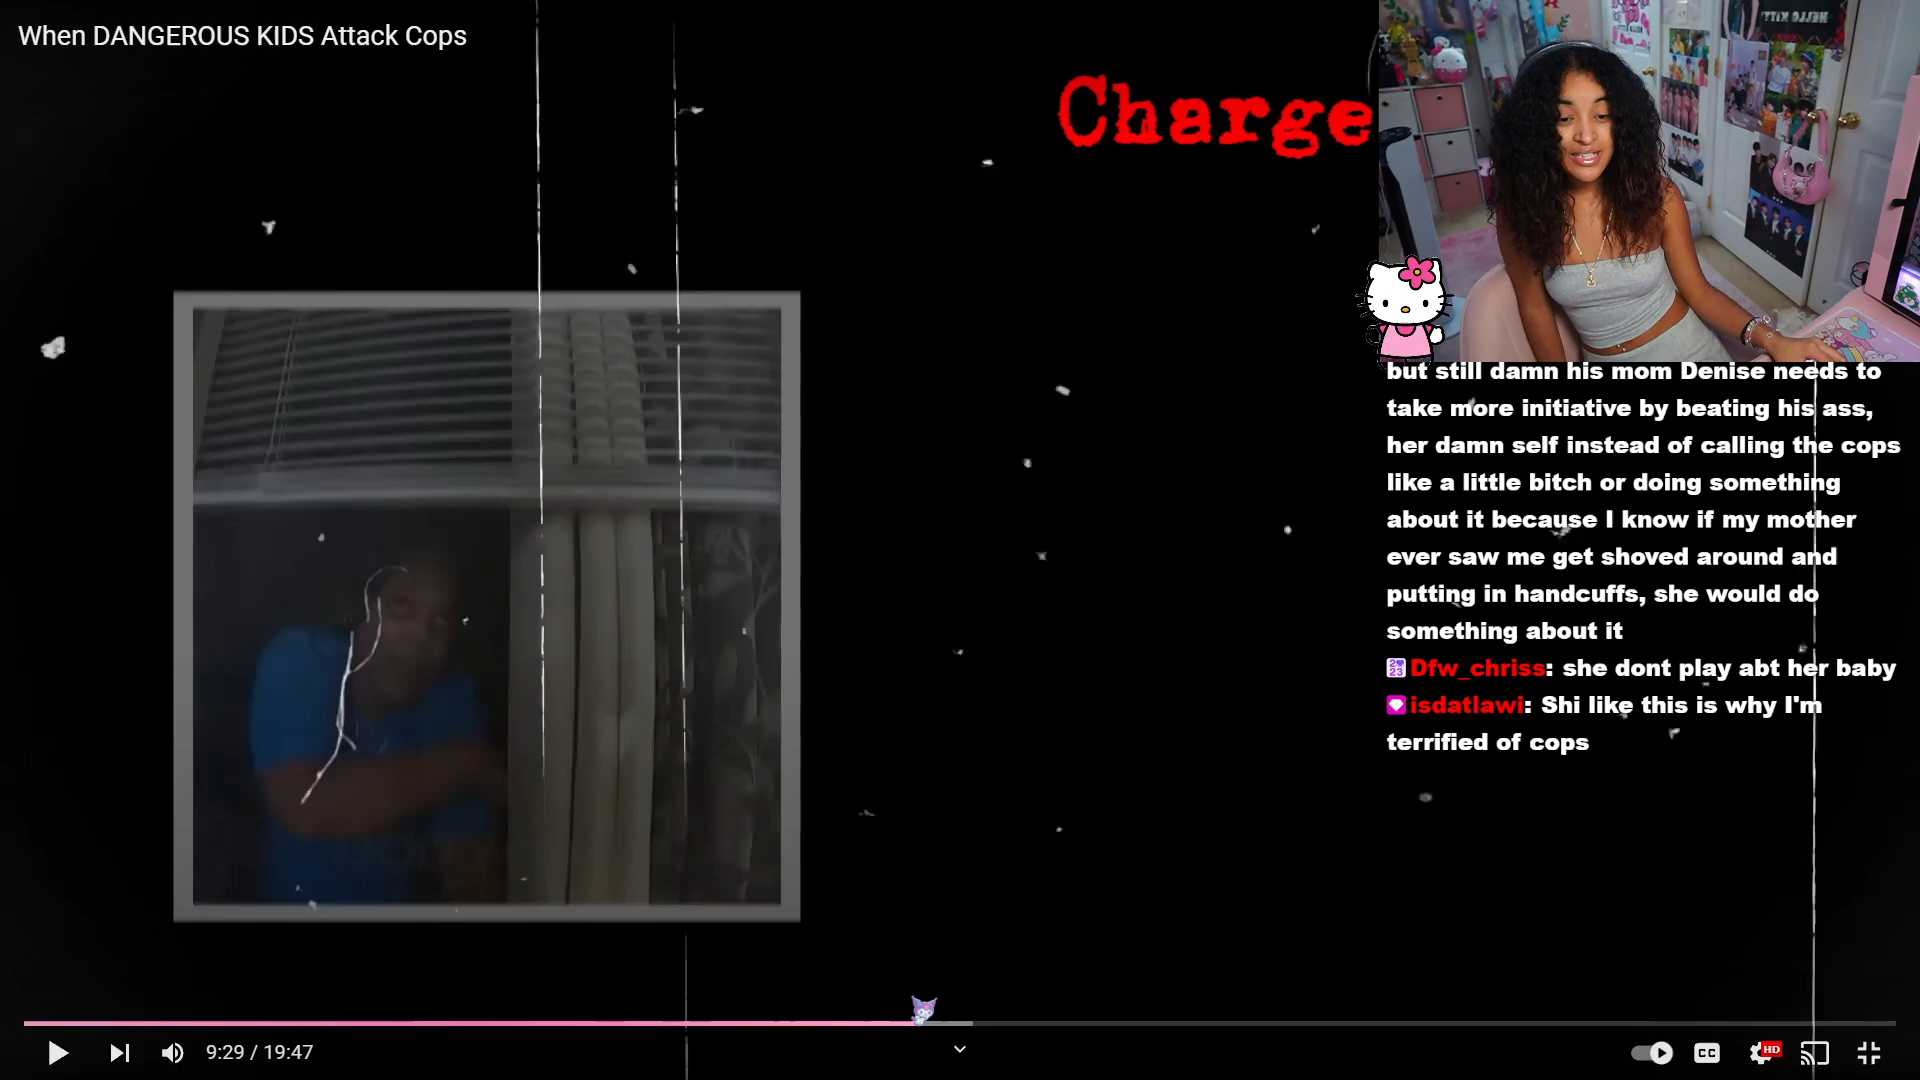 When DANGEROUS KIDS Attack Cops
Charge
but still damn his mom Denise needs to
take more initiative by beating his ass,
her damn self instead of calling the cops
like a little bitch or doing something
about it because I know if my mother
ever saw me get shoved around and
putting in handcuffs, she would do
something about it
Dfw_chriss: she dont play abt her baby
isdatlawi: Shi like this is why I'm
terrified of cops
9:29 / 19:47
CC
HD